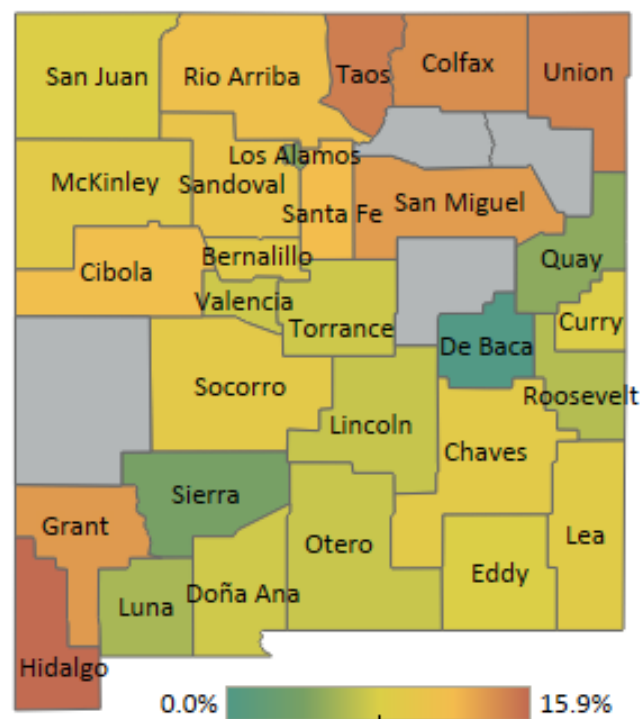 San Juan
Rio Arriba
Taos
Colfax
Union
McKinley
Los Alamos
Sandoval
Santa Fe
San Miguel
Bernalillo
Cibola
Quay
Valencia
Torrance
Curry
De Baca
Socorro
Roosevelt
Lincoln
Chaves
Sierra
Grant
Otero
Lea
Eddy
Luna
Doña Ana
Hidalgo
0.0% 15.9%